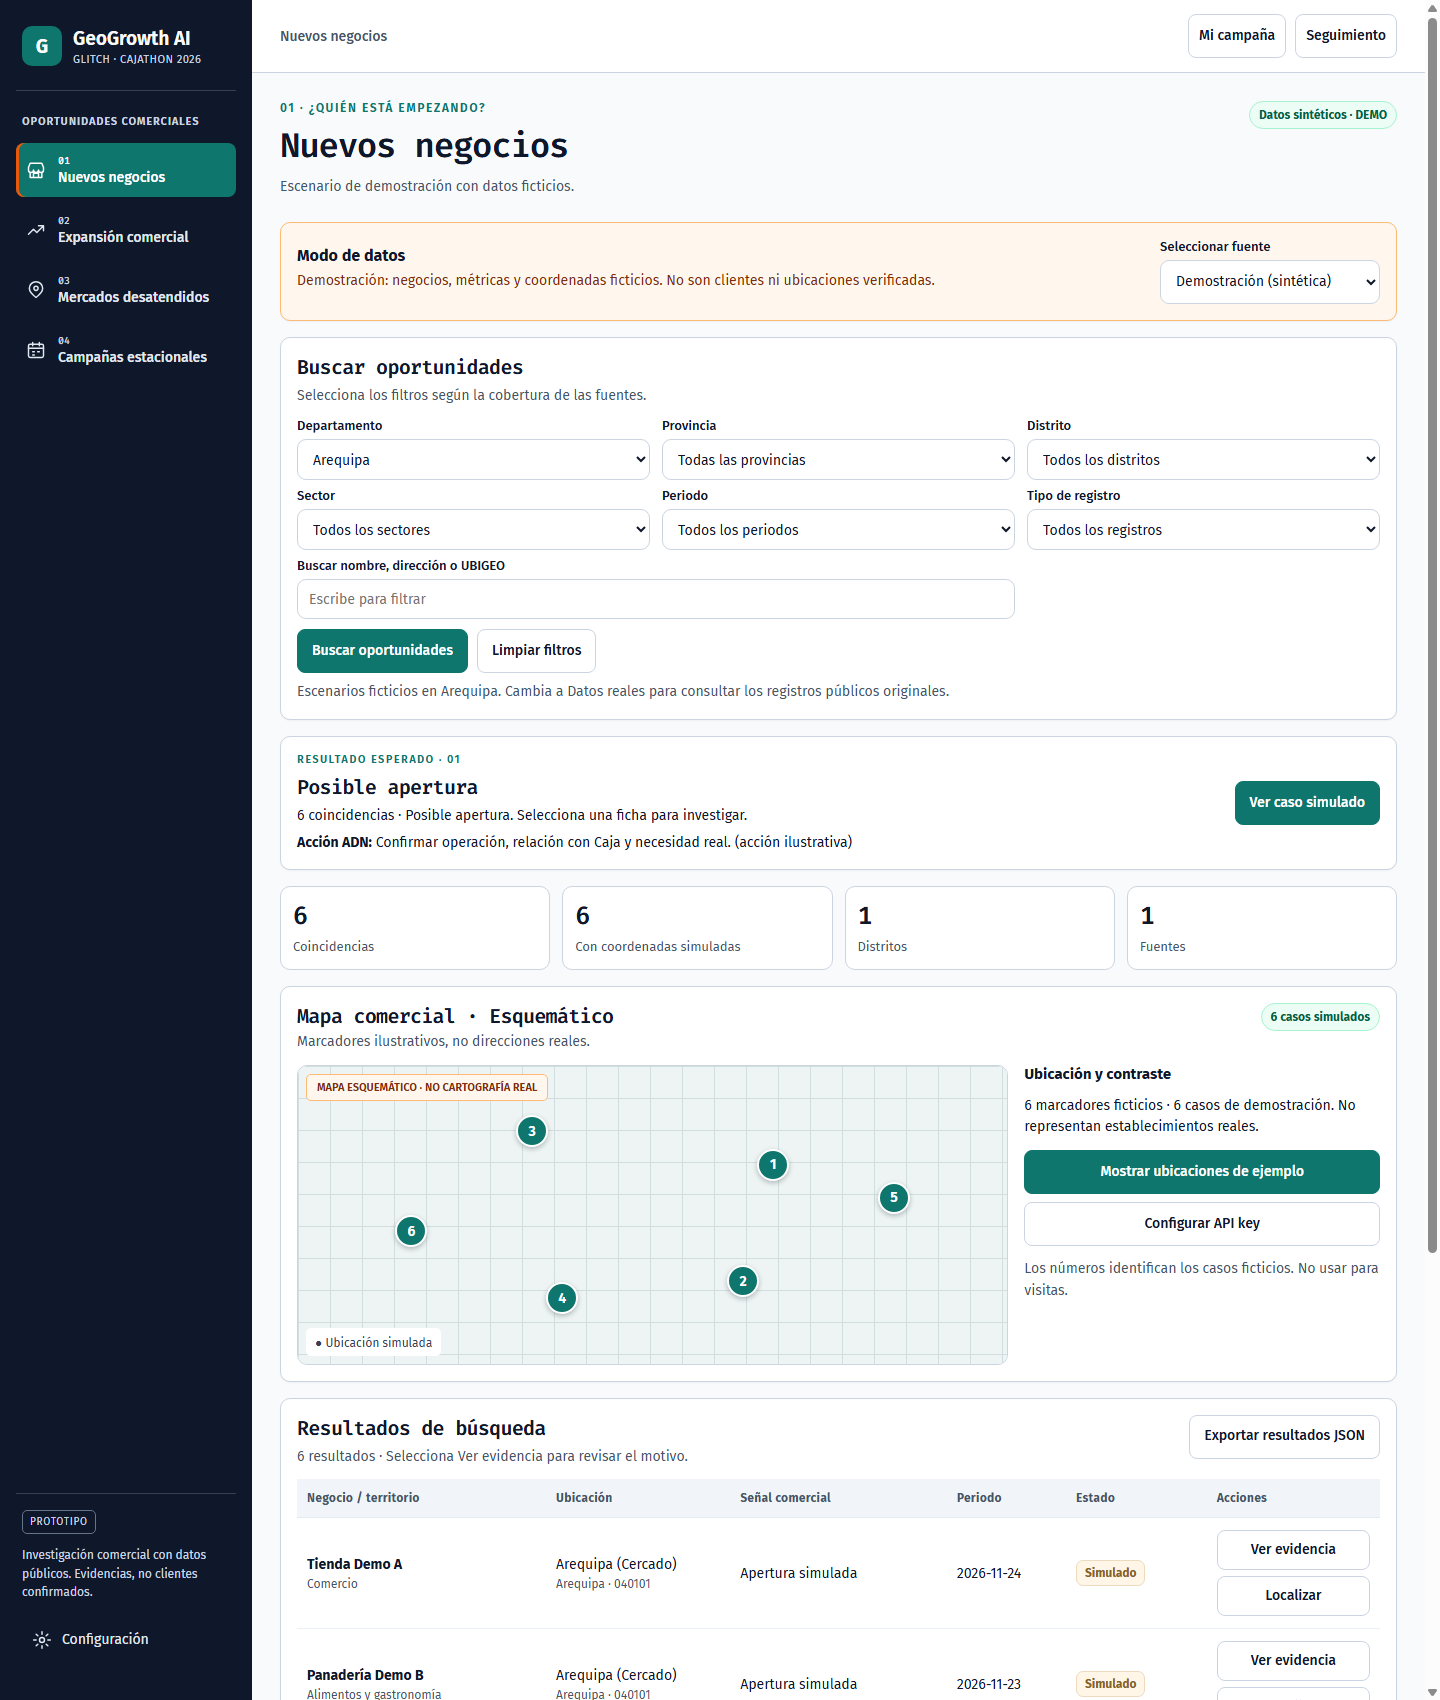 G
GeoGrowth AI
GLITCH · CAJATHON 2026
OPORTUNIDADES COMERCIALES
01
Nuevos negocios
02
Expansión comercial
03
Mercados desatendidos
04
Campañas estacionales
PROTOTIPO
Investigación comercial con datos
públicos. Evidencias, no clientes
confirmados.
Configuración
Nuevos negocios
Mi campaña
Seguimiento
01 · ¿QUIÉN ESTÁ EMPEZANDO?
Datos sintéticos · DEMO
Nuevos negocios
Escenario de demostración con datos ficticios.
Modo de datos
Demostración: negocios, métricas y coordenadas ficticios. No son clientes ni ubicaciones verificadas.
Seleccionar fuente
Demostración (sintética)
Buscar oportunidades
Selecciona los filtros según la cobertura de las fuentes.
Departamento
Provincia
Distrito
Arequipa
Todas las provincias
Todos los distritos
Sector
Periodo
Tipo de registro
Todos los sectores
Todos los periodos
Todos los registros
Buscar nombre, dirección o UBIGEO
Escribe para filtrar
Buscar oportunidades
Limpiar filtros
Escenarios ficticios en Arequipa. Cambia a Datos reales para consultar los registros públicos originales.
RESULTADO ESPERADO · 01
Posible apertura
6 coincidencias · Posible apertura. Selecciona una ficha para investigar.
Acción ADN: Confirmar operación, relación con Caja y necesidad real. (acción ilustrativa)
Ver caso simulado
6
Coincidencias
6
Con coordenadas simuladas
1
Distritos
1
Fuentes
Mapa comercial · Esquemático
Marcadores ilustrativos, no direcciones reales.
6 casos simulados
MAPA ESQUEMÁTICO · NO CARTOGRAFÍA REAL
3
1
5
6
2
4
● Ubicación simulada
Ubicación y contraste
6 marcadores ficticios · 6 casos de demostración. No
representan establecimientos reales.
Mostrar ubicaciones de ejemplo
Configurar API key
Los números identifican los casos ficticios. No usar para
visitas.
Resultados de búsqueda
6 resultados · Selecciona Ver evidencia para revisar el motivo.
Exportar resultados JSON
Negocio / territorio
Ubicación
Señal comercial
Periodo
Estado
Acciones
Tienda Demo A
Comercio
Arequipa (Cercado)
Arequipa · 040101
Apertura simulada
2026-11-24
Simulado
Ver evidencia
Localizar
Panadería Demo B
Alimentos y gastronomía
Arequipa (Cercado)
Arequipa · 040101
Apertura simulada
2026-11-23
Simulado
Ver evidencia